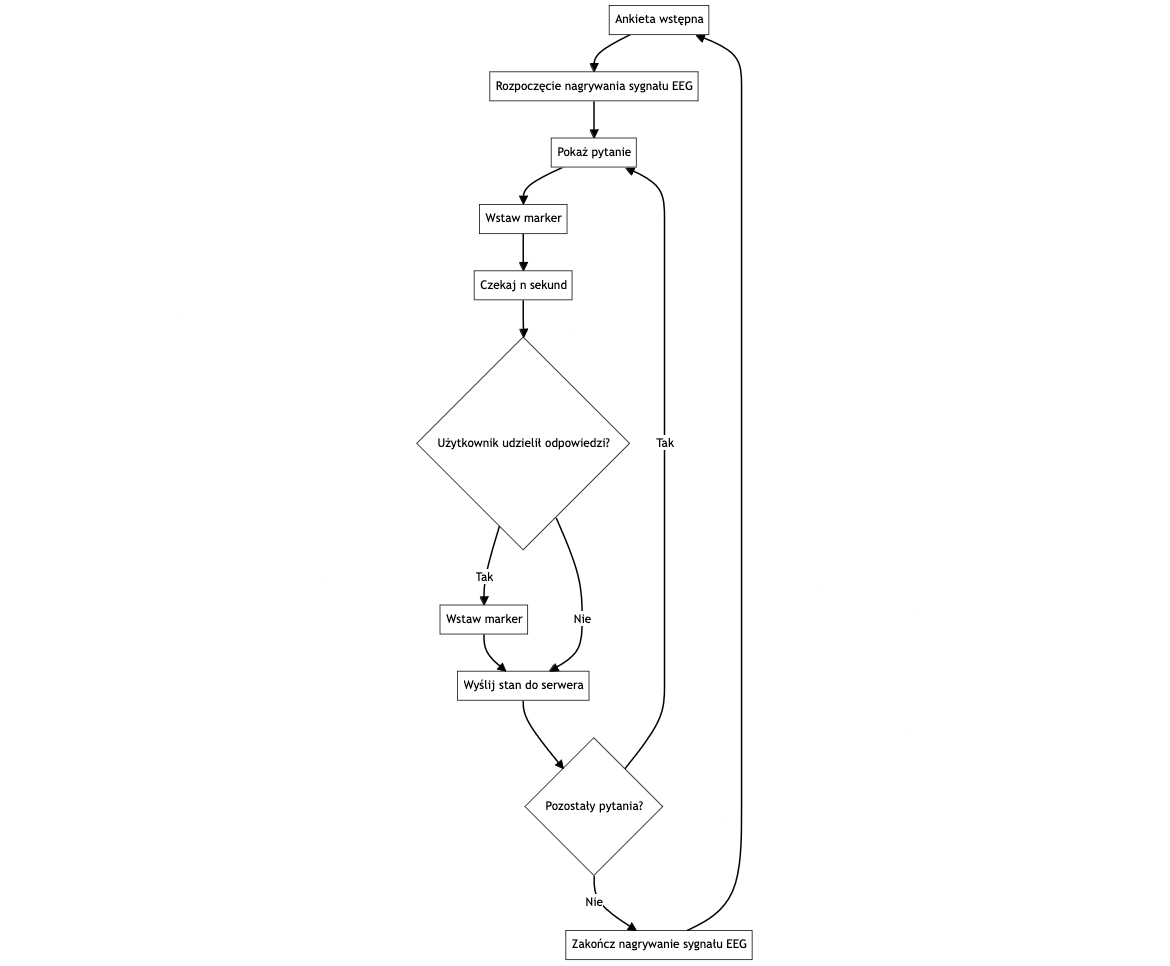 Ankieta wstępna
Rozpoczęcie nagrywania sygnału EEG
Pokaż pytanie
Wstaw marker
Czekaj n sekund
Użytkownik udzielił odpowiedzi?
Tak
Tak
Wstaw marker
Nie
Wyślij stan do serwera
Pozostały pytania?
Nie
Zakończ nagrywanie sygnału EEG